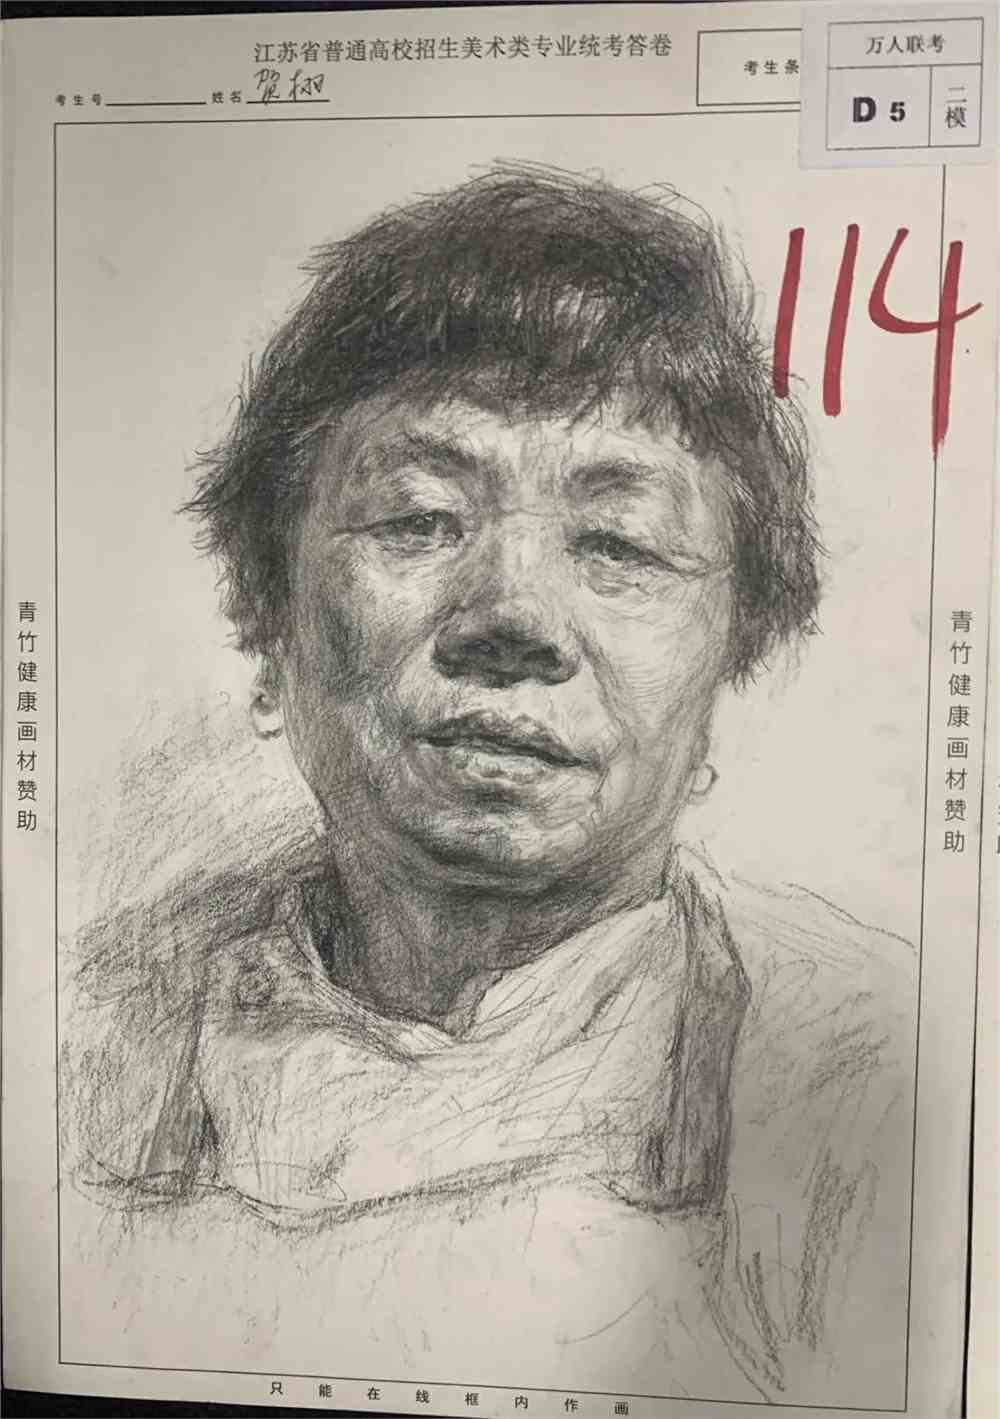 江苏省普通高校招生美术类专业统考答卷
考生号 姓名 贺栩
考生条
万人联考
D 5
二模
114
青竹健康画材赞助
青竹健康画材赞助
只能在线框内作画